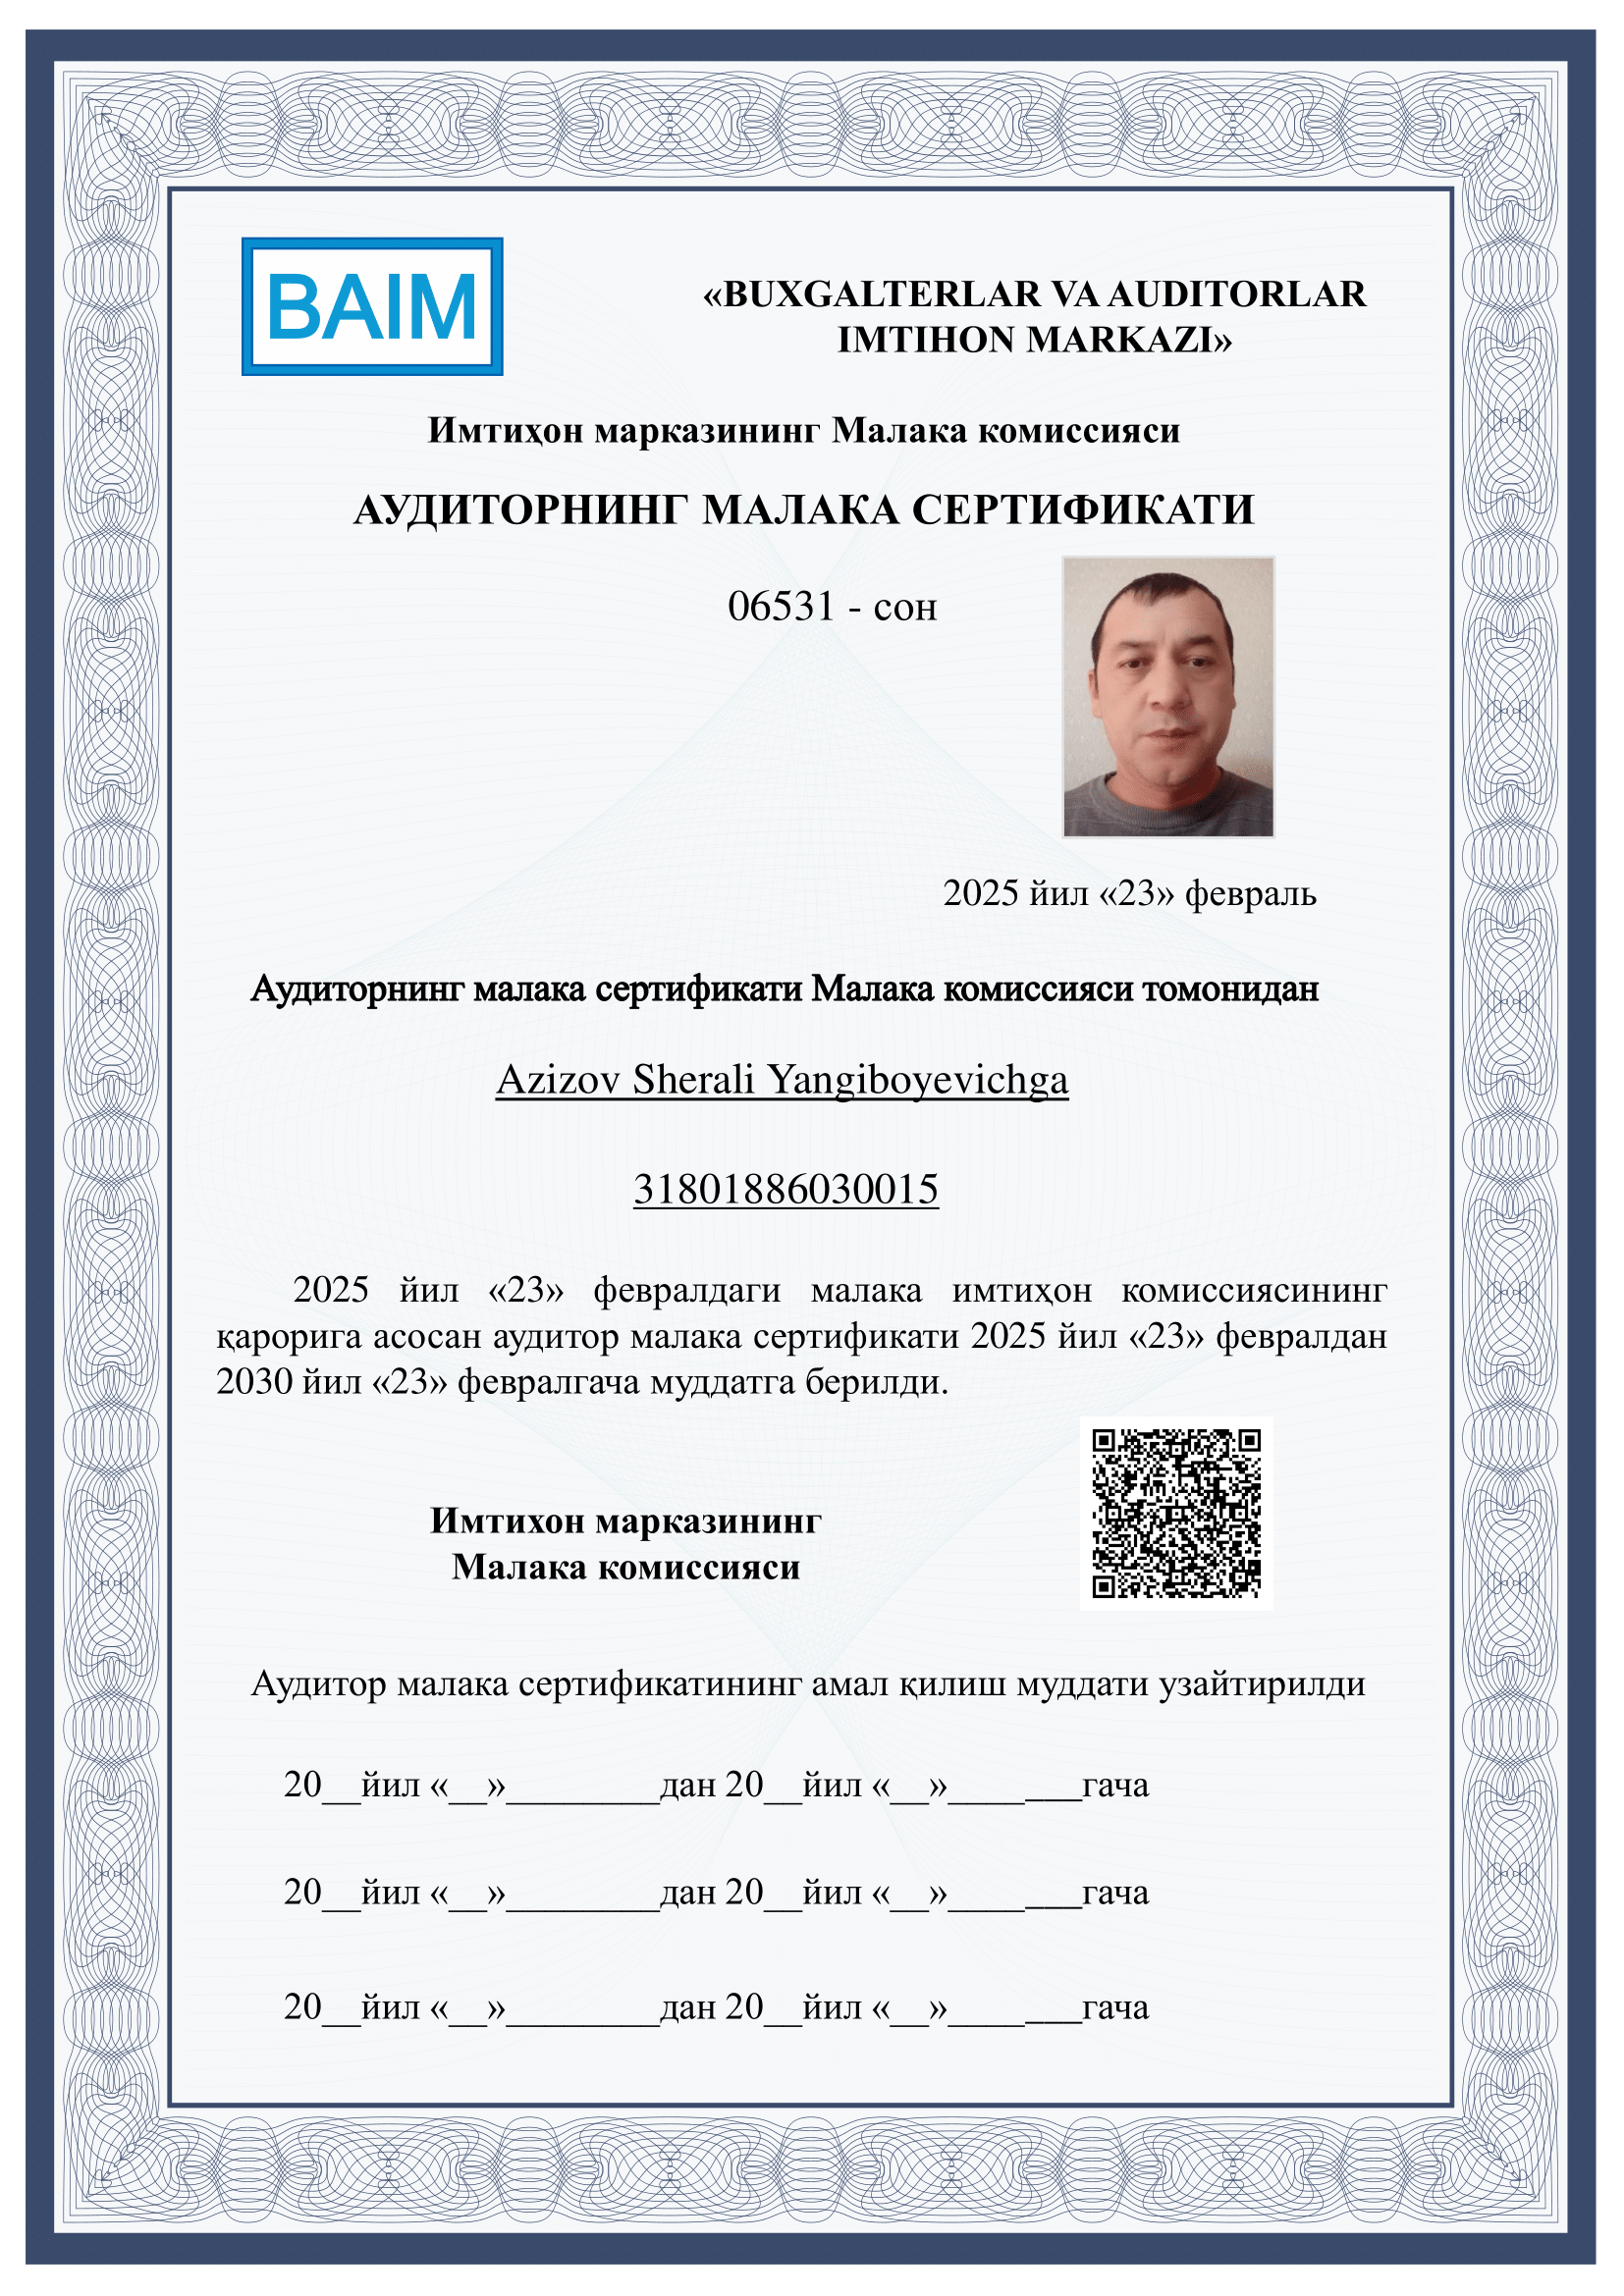 BAIM
«BUXGALTERLAR VA AUDITORLAR
IMTIHON MARKAZI»
Имтиҳон марказининг Малака комиссияси
АУДИТОРНИНГ МАЛАКА СЕРТИФИКАТИ
06531 - сон
2025 йил «23» февраль
Аудиторнинг малака сертификати Малака комиссияси томонидан
Azizov Sherali Yangiboyevichga
31801886030015
2025 йил «23» февралдаги малака имтиҳон комиссиясининг
қарорига асосан аудитор малака сертификати 2025 йил «23» февралдан
2030 йил «23» февралгача муддатга берилди.
Имтихон марказининг
Малака комиссияси
Аудитор малака сертификатининг амал қилиш муддати узайтирилди
20__йил «__»________дан 20__йил «__»_______гача
20__йил «__»________дан 20__йил «__»_______гача
20__йил «__»________дан 20__йил «__»_______гача